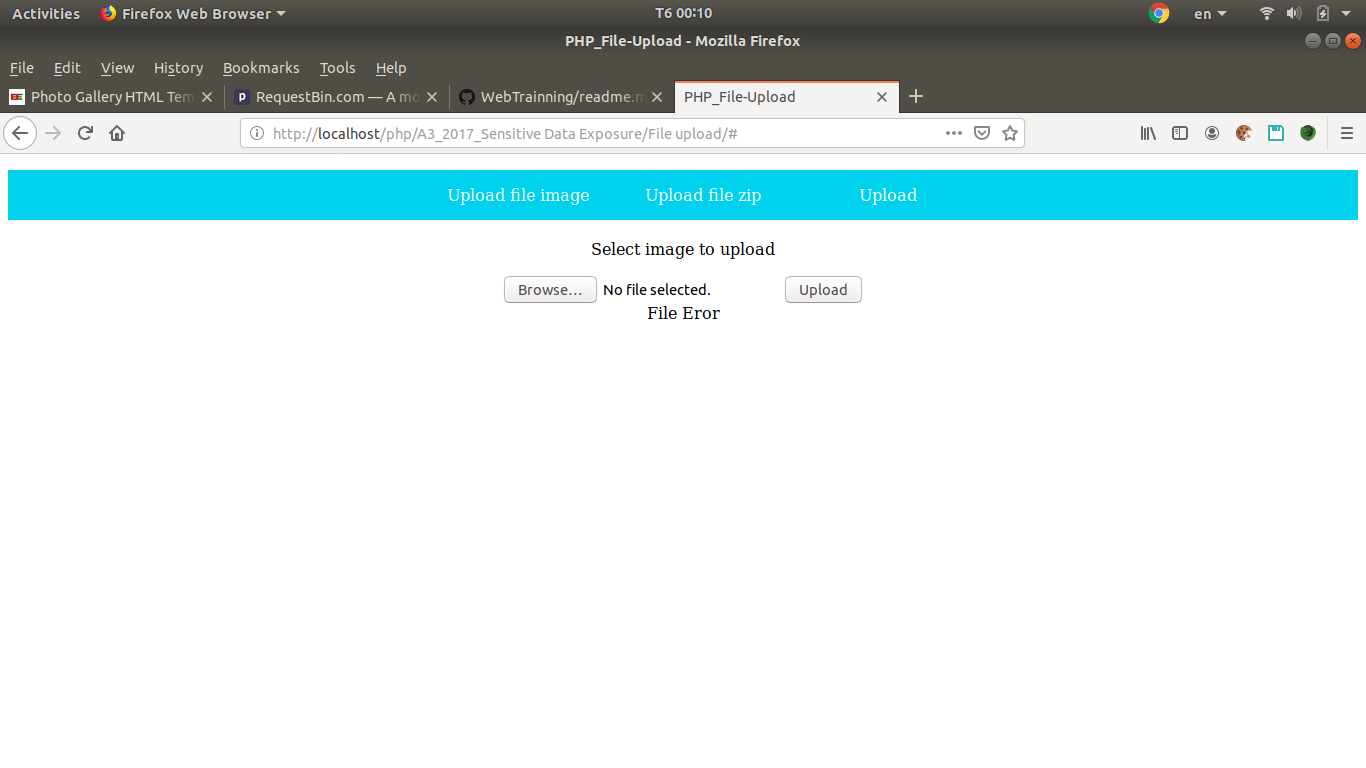 Activities Firefox Web Browser T6 00:10 en
PHP_File-Upload - Mozilla Firefox
File Edit View History Bookmarks Tools Help
Photo Gallery HTML Tem RequestBin.com — A mo WebTrainning/readme.m PHP_File-Upload
http://localhost/php/A3_2017_Sensitive Data Exposure/File upload/#
Upload file image Upload file zip Upload
Select image to upload
Browse... No file selected. Upload
File Eror